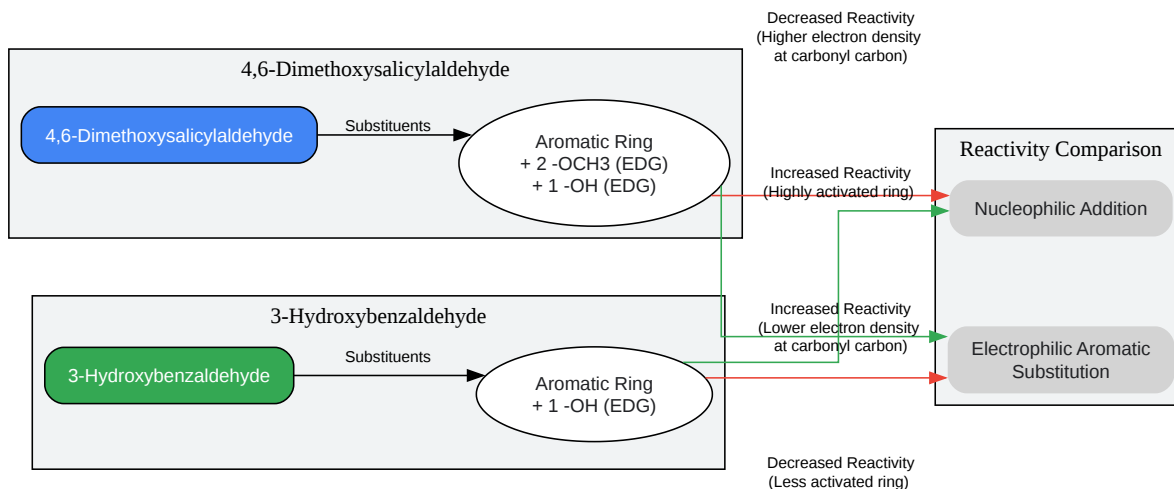 Decreased Reactivity
(Higher electron density
at carbonyl carbon)
4,6-Dimethoxysalicylaldehyde
4,6-Dimethoxysalicylaldehyde
Substituents
Aromatic Ring
+ 2 -OCH3 (EDG)
+ 1 -OH (EDG)
Increased Reactivity
(Highly activated ring)
Reactivity Comparison
Nucleophilic Addition
3-Hydroxybenzaldehyde
3-Hydroxybenzaldehyde
Substituents
Aromatic Ring
+ 1 -OH (EDG)
Increased Reactivity
(Lower electron density
at carbonyl carbon)
Electrophilic Aromatic
Substitution
Decreased Reactivity
(Less activated ring)